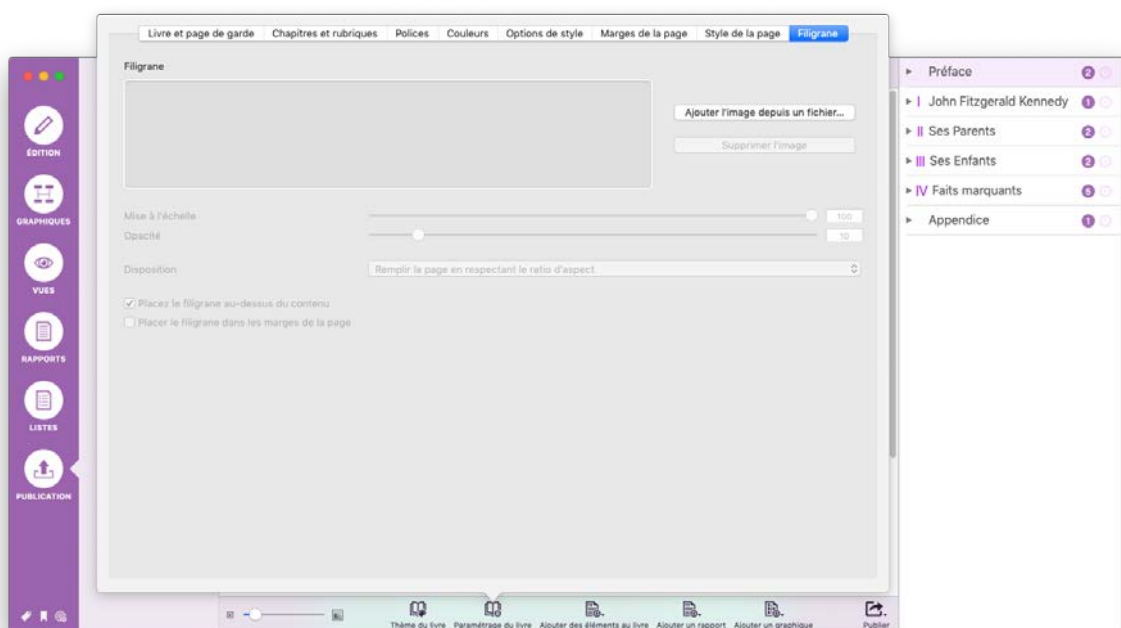 Livre et page de garde Chapitres et rubriques Polices Couleurs Options de style Marges de la page Style de la page Filigrane
Filigrane
Ajouter l'image depuis un fichier...
Supprimer l'image
Mise à l'échelle 100
Opacité 10
Disposition Remplir la page en respectant le ratio d'aspect
Placez le filigrane au-dessus du contenu
Placer le filigrane dans les marges de la page
ÉDITION
GRAPHIQUES
VUES
RAPPORTS
LISTES
PUBLICATION
Préface 2
I John Fitzgerald Kennedy 1
II Ses Parents 2
III Ses Enfants 2
IV Faits marquants 5
Appendice 1
Thème du livre Paramétrage du livre Ajouter des éléments au livre Ajouter un rapport Ajouter un graphique Publier